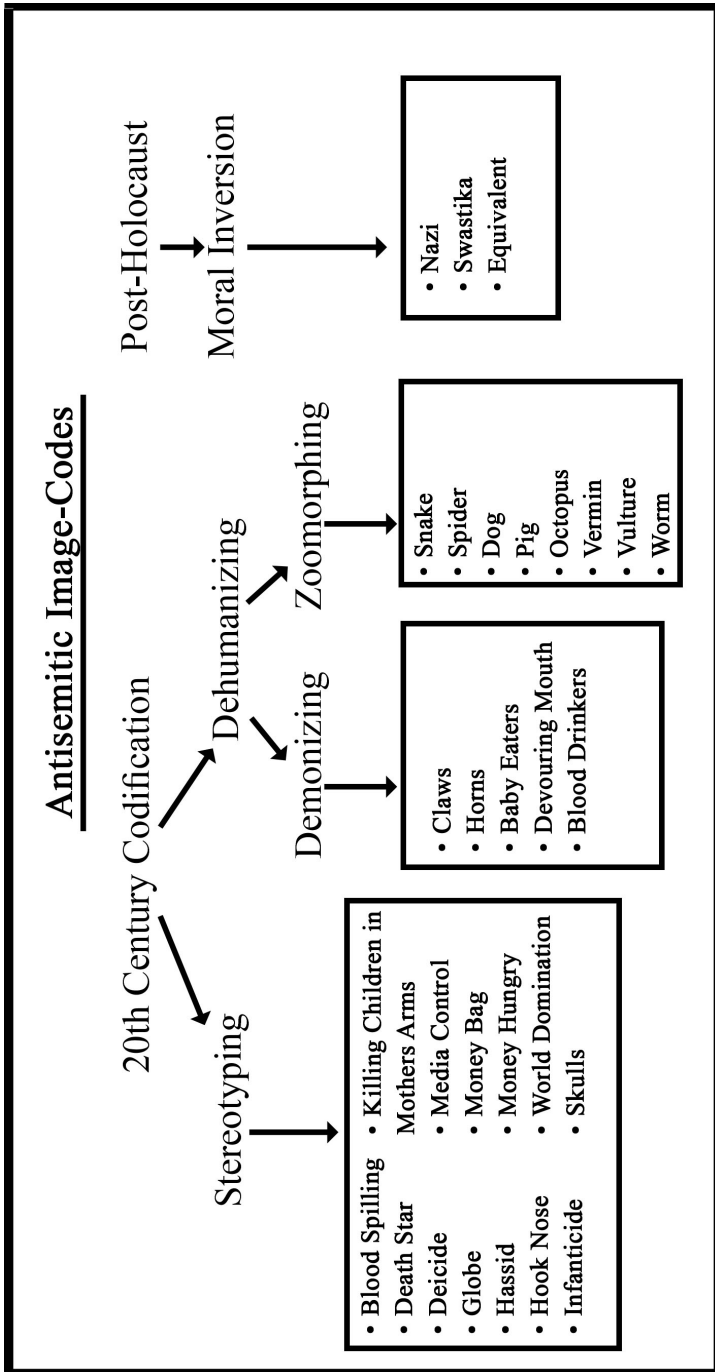 Antisemitic Image-Codes
20th Century Codification
Stereotyping
• Blood Spilling
• Death Star
• Deicide
• Globe
• Hassid
• Hook Nose
• Infanticide
• Killing Children in
Mothers Arms
• Media Control
• Money Bag
• Money Hungry
• World Domination
• Skulls
Dehumanizing
Demonizing
• Claws
• Horns
• Baby Eaters
• Devouring Mouth
• Blood Drinkers
Zoomorphing
• Snake
• Spider
• Dog
• Pig
• Octopus
• Vermin
• Vulture
• Worm
Post-Holocaust
Moral Inversion
• Nazi
• Swastika
• Equivalent